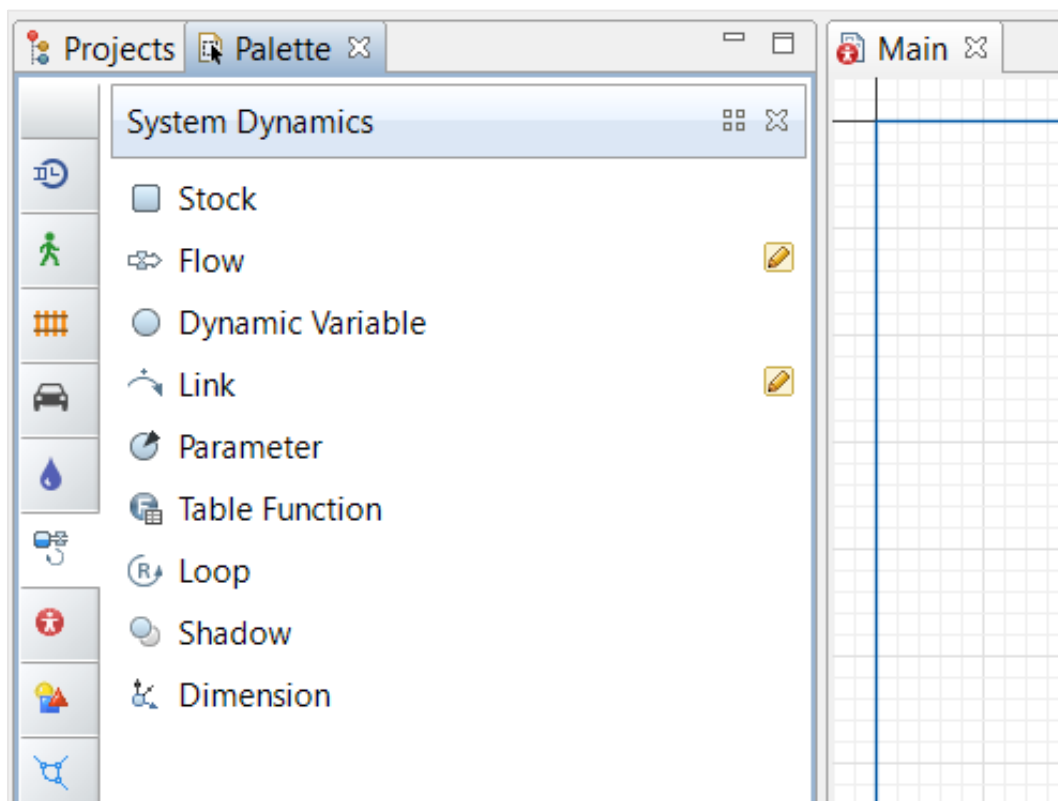 Projects Palette Main
System Dynamics
Stock
Flow
Dynamic Variable
Link
Parameter
Table Function
R Loop
Shadow
Dimension